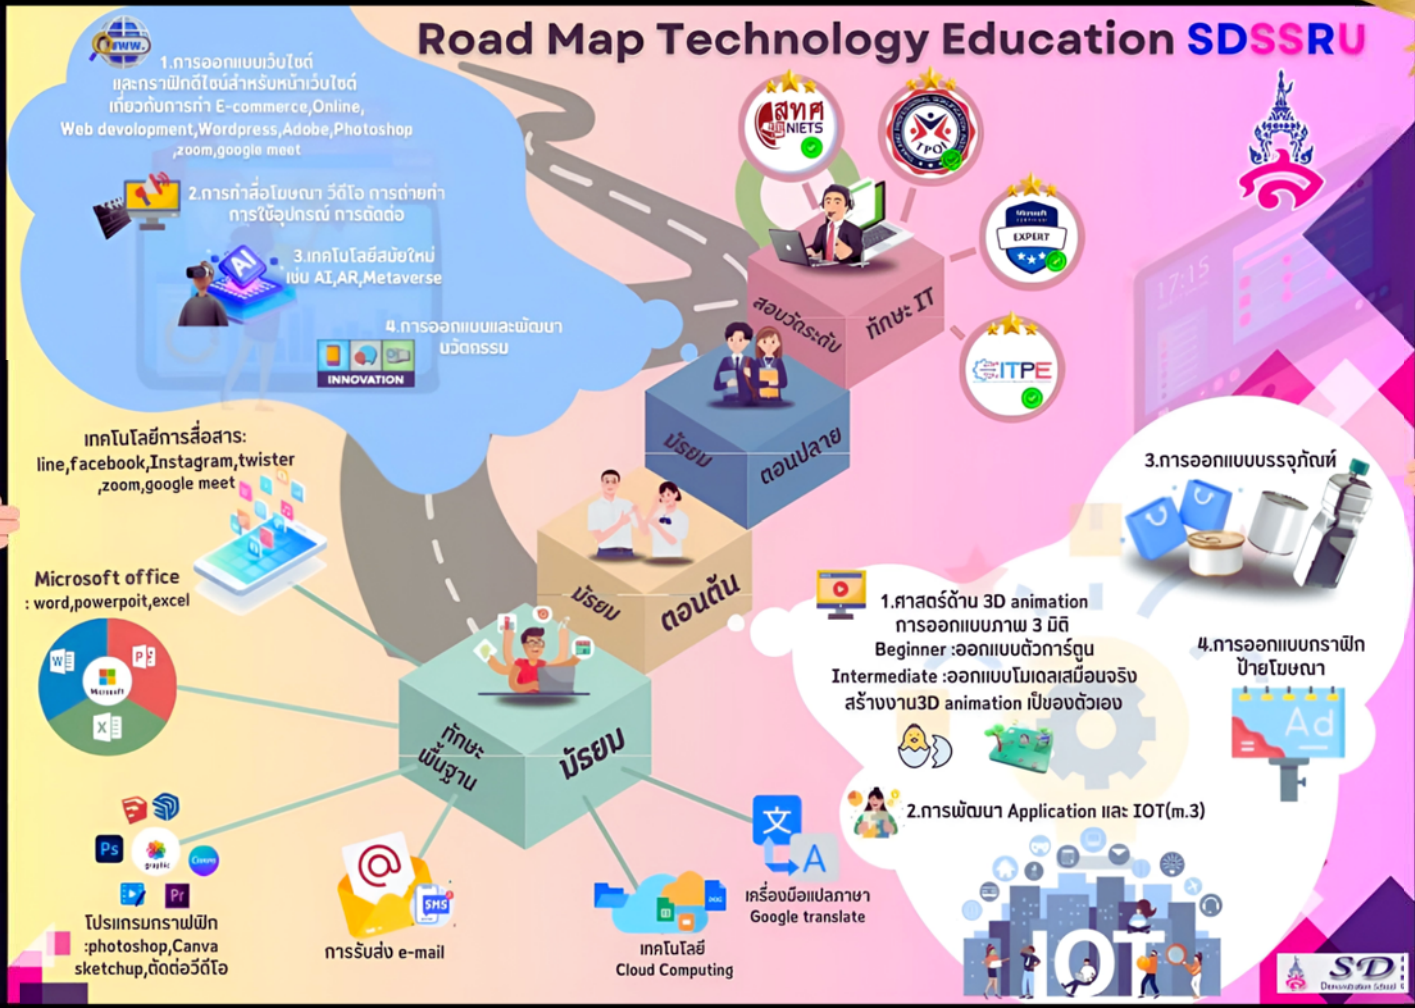 Road Map Technology Education SDSSRU
WWW.
1.การออกแบบเว็บไซต์
และกราฟิกดีไซน์สำหรับหน้าเว็บไซต์
เกี่ยวกับการทำ E-commerce,Online,
Web devolopment,Wordpress,Adobe,Photoshop
,zoom,google meet
2.การทำสื่อโฆษณา วีดีโอ การถ่ายทำ
การใช้อุปกรณ์ การตัดต่อ
AI
3.เทคโนโลยีสมัยใหม่
เช่น AI,AR,Metaverse
4.การออกแบบและพัฒนา
นวัตกรรม
INNOVATION
สทศ
NIETS
TPQI
Microsoft
CERTIFIED
EXPERT
ITPE
17:15
สอบวัดระดับ
ทักษะ IT
มัธยม
ตอนปลาย
มัธยม
ตอนต้น
ทักษะ
พื้นฐาน
มัธยม
เทคโนโลยีการสื่อสาร:
line,facebook,Instagram,twister
,zoom,google meet
Microsoft office
: word,powerpoit,excel
W
P
Microsoft
X
Ps
graphic
Canva
Pr
โปรแกรมกราฟฟิก
:photoshop,Canva
sketchup,ตัดต่อวีดีโอ
@
SMS
การรับส่ง e-mail
DOC
เทคโนโลยี
Cloud Computing
文
A
เครื่องมือแปลภาษา
Google translate
3.การออกแบบบรรจุภัณฑ์
1.ศาสตร์ด้าน 3D animation
การออกแบบภาพ 3 มิติ
Beginner :ออกแบบตัวการ์ตูน
Intermediate :ออกแบบโมเดลเสมือนจริง
สร้างงาน3D animation เป็ของตัวเอง
4.การออกแบบกราฟิก
ป้ายโฆษณา
Ad
2.การพัฒนา Application และ IOT(ม.3)
IOT
SD
Demonstration School